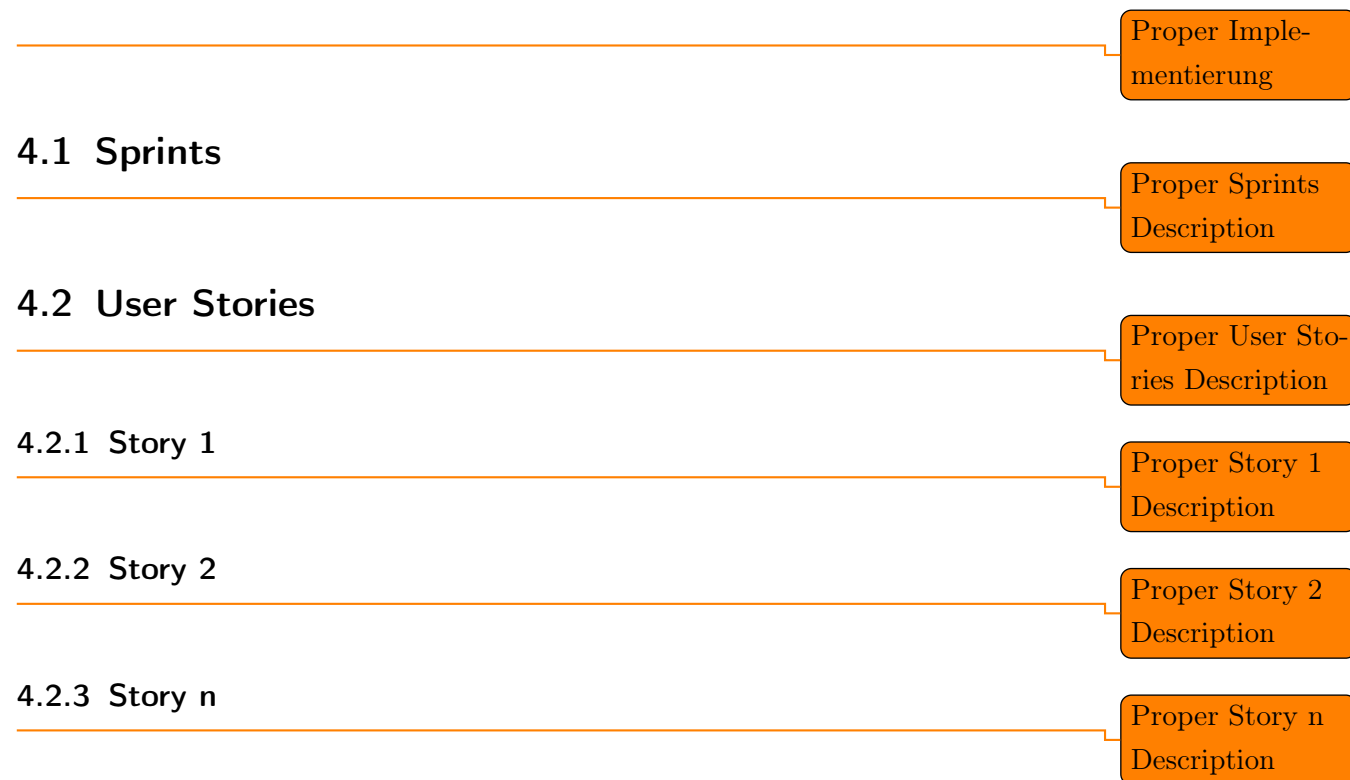 Proper Imple-
mentierung
4.1 Sprints
Proper Sprints
Description
4.2 User Stories
Proper User Sto-
ries Description
4.2.1 Story 1
Proper Story 1
Description
4.2.2 Story 2
Proper Story 2
Description
4.2.3 Story n
Proper Story n
Description